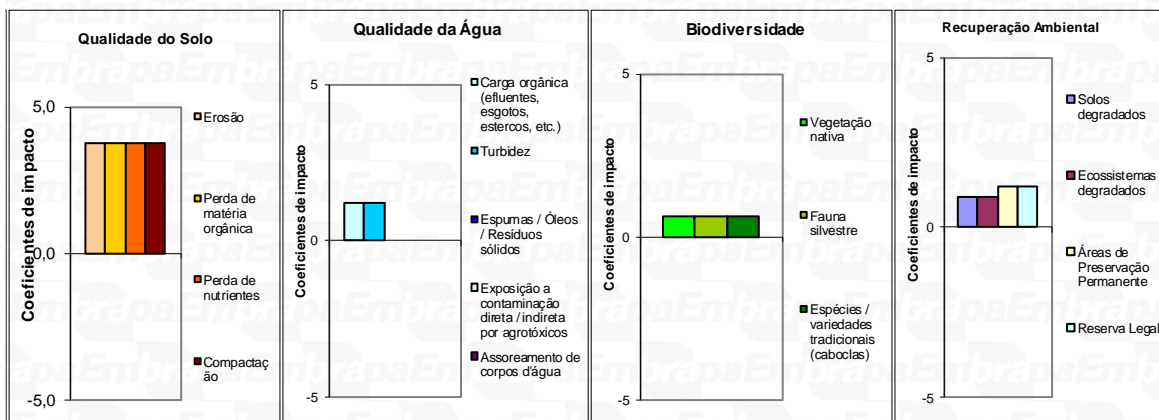 Qualidade do Solo
Coeficientes de impacto
5,0
0,0
-5,0
Erosão
Perda de
matéria
orgânica
Perda de
nutrientes
Compactaç
ão
Qualidade da Água
Coeficientes de impacto
5
0
-5
Carga orgânica
(efluentes,
esgotos,
estercos, etc.)
Turbidez
Espumas / Óleos
/ Resíduos
sólidos
Exposição a
contaminação
direta / indireta
por agrotóxicos
Assoreamento de
corpos d'água
Biodiversidade
Coeficientes de impacto
5
0
-5
Vegetação
nativa
Fauna
silvestre
Espécies /
variedades
tradicionais
(caboclas)
Recuperação Ambiental
Coeficientes de impacto
5
0
-5
Solos
degradados
Ecossistemas
degradados
Áreas de
Preservação
Permanente
Reserva Legal
Embrapa